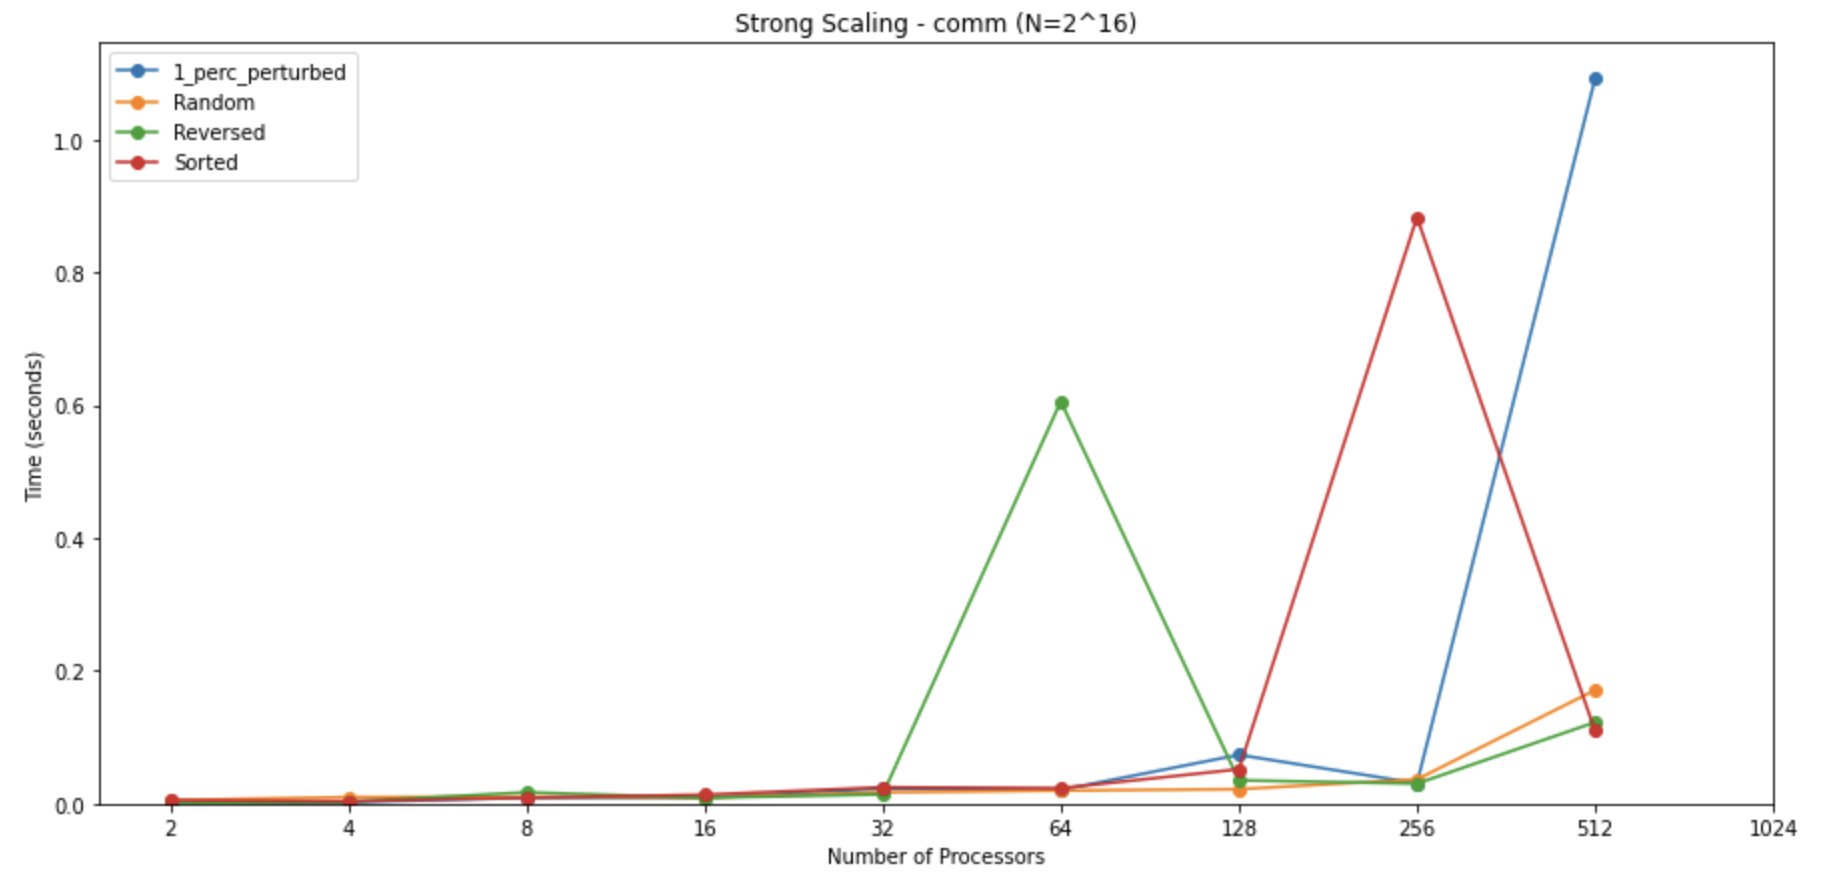 Strong Scaling - comm (N=2^16)
1_perc_perturbed
Random
Reversed
Sorted
1.0
0.8
0.6
0.4
0.2
0.0
Time (seconds)
2 4 8 16 32 64 128 256 512 1024
Number of Processors